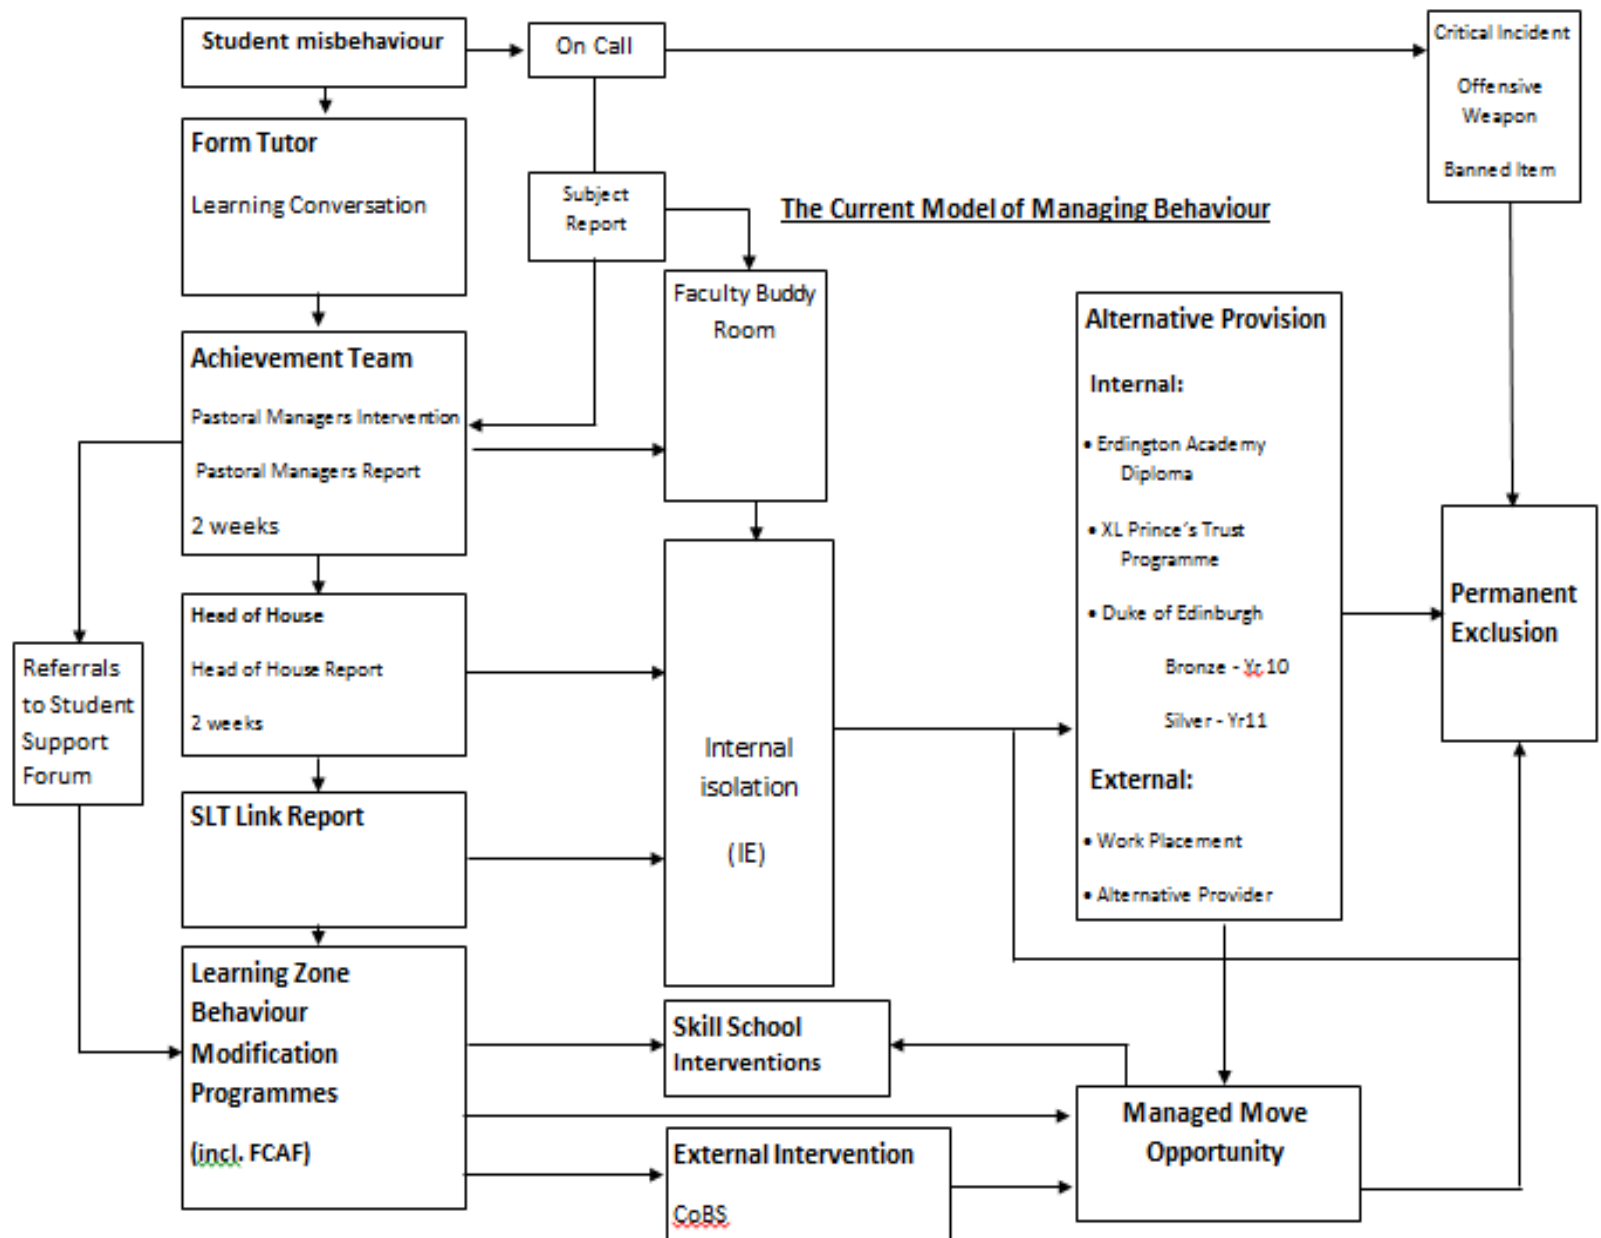 Student misbehaviour
On Call
Critical Incident
Offensive
Weapon
Banned Item
Form Tutor
Learning Conversation
Subject
Report
The Current Model of Managing Behaviour
Faculty Buddy
Room
Achievement Team
Pastoral Managers Intervention
Pastoral Managers Report
2 weeks
Alternative Provision
Internal:
• Erdington Academy
Diploma
• XL Prince's Trust
Programme
• Duke of Edinburgh
Bronze - Yr 10
Silver - Yr11
External:
• Work Placement
• Alternative Provider
Permanent
Exclusion
Head of House
Head of House Report
2 weeks
Referrals
to Student
Support
Forum
Internal
isolation
(IE)
SLT Link Report
Learning Zone
Behaviour
Modification
Programmes
(incl. FCAF)
Skill School
Interventions
Managed Move
Opportunity
External Intervention
CoBS